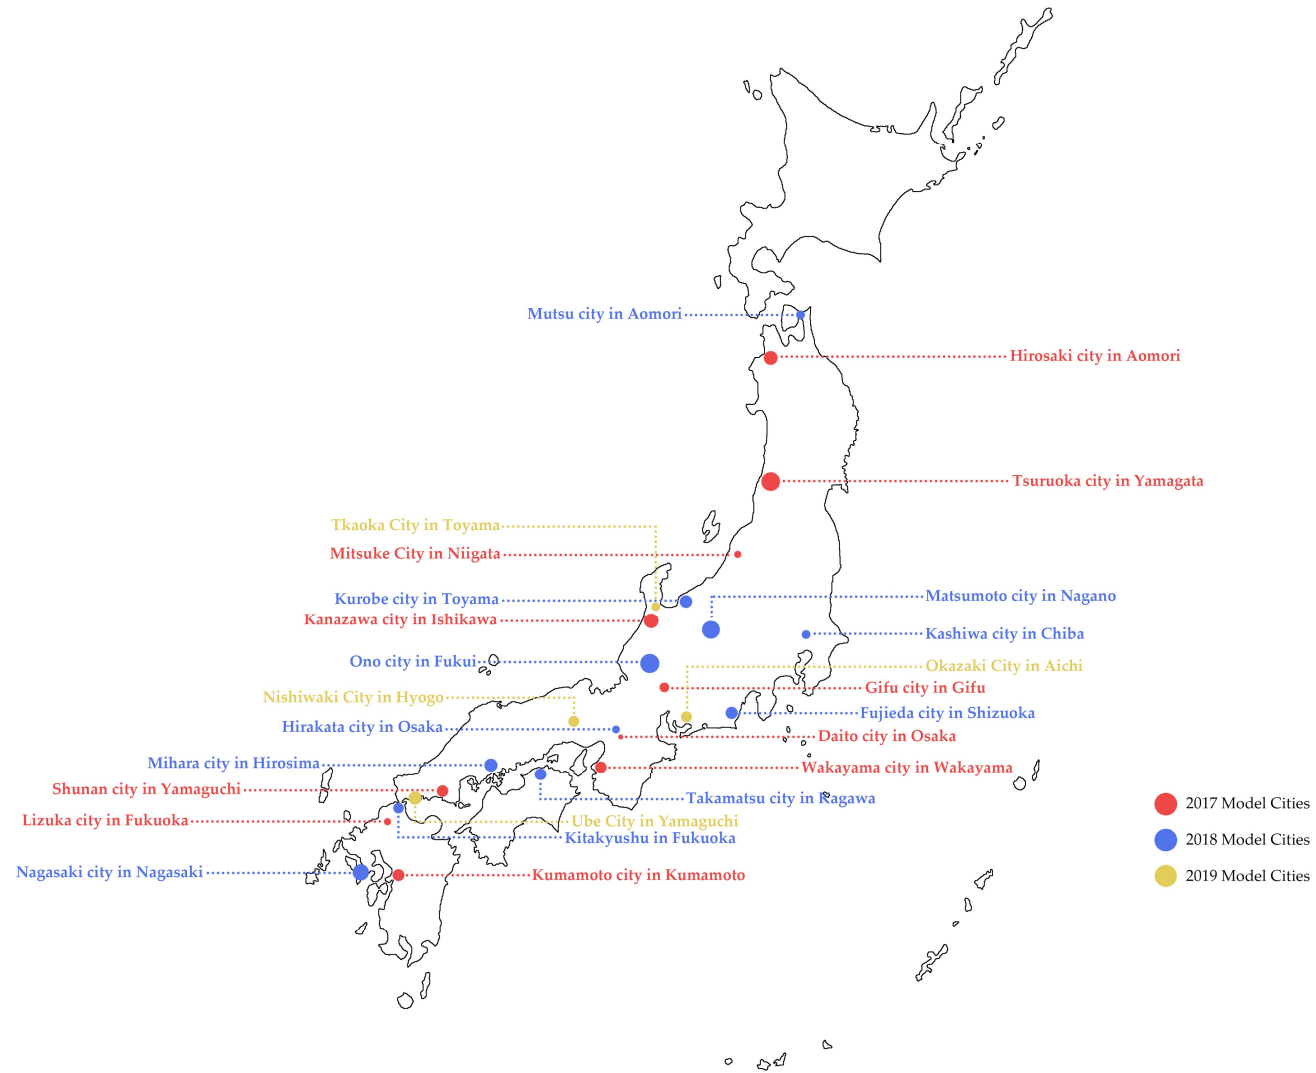 Mutsu city in Aomori
Hirosaki city in Aomori
Tsuruoka city in Yamagata
Tkaoka City in Toyama
Mitsuke City in Niigata
Kurobe city in Toyama
Matsumoto city in Nagano
Kanazawa city in Ishikawa
Kashiwa city in Chiba
Ono city in Fukui
Okazaki City in Aichi
Gifu city in Gifu
Nishiwaki City in Hyogo
Fujieda city in Shizuoka
Hirakata city in Osaka
Daito city in Osaka
Mihara city in Hirosima
Wakayama city in Wakayama
Shunan city in Yamaguchi
Takamatsu city in Kagawa
2017 Model Cities
Lizuka city in Fukuoka
Ube City in Yamaguchi
Kitakyushu in Fukuoka
2018 Model Cities
Nagasaki city in Nagasaki
Kumamoto city in Kumamoto
2019 Model Cities